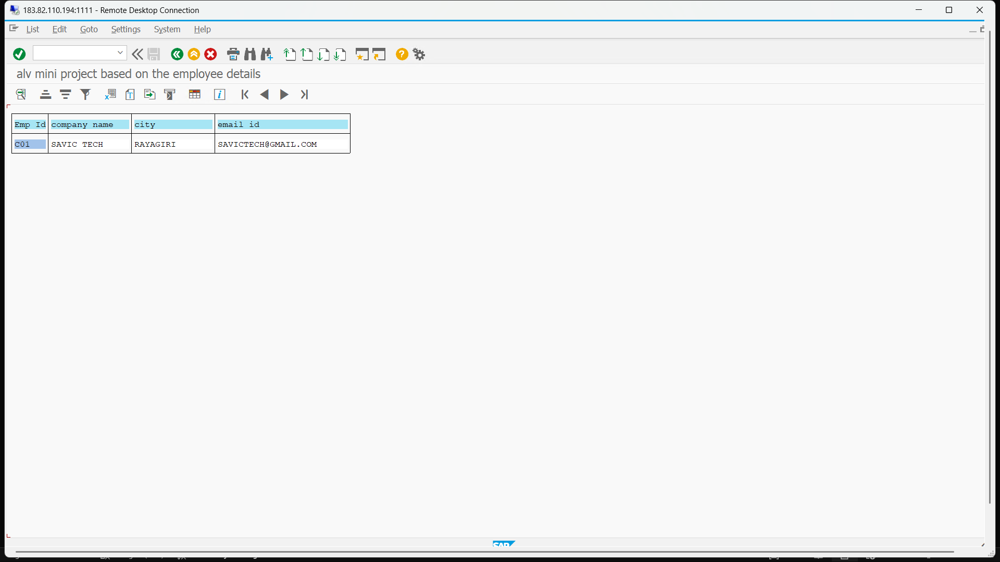 183.82.110.194:1111 - Remote Desktop Connection
List Edit Goto Settings System Help
alv mini project based on the employee details
Emp Id company name city email id
C01 SAVIC TECH RAYAGIRI SAVICTECH@GMAIL.COM
SAP